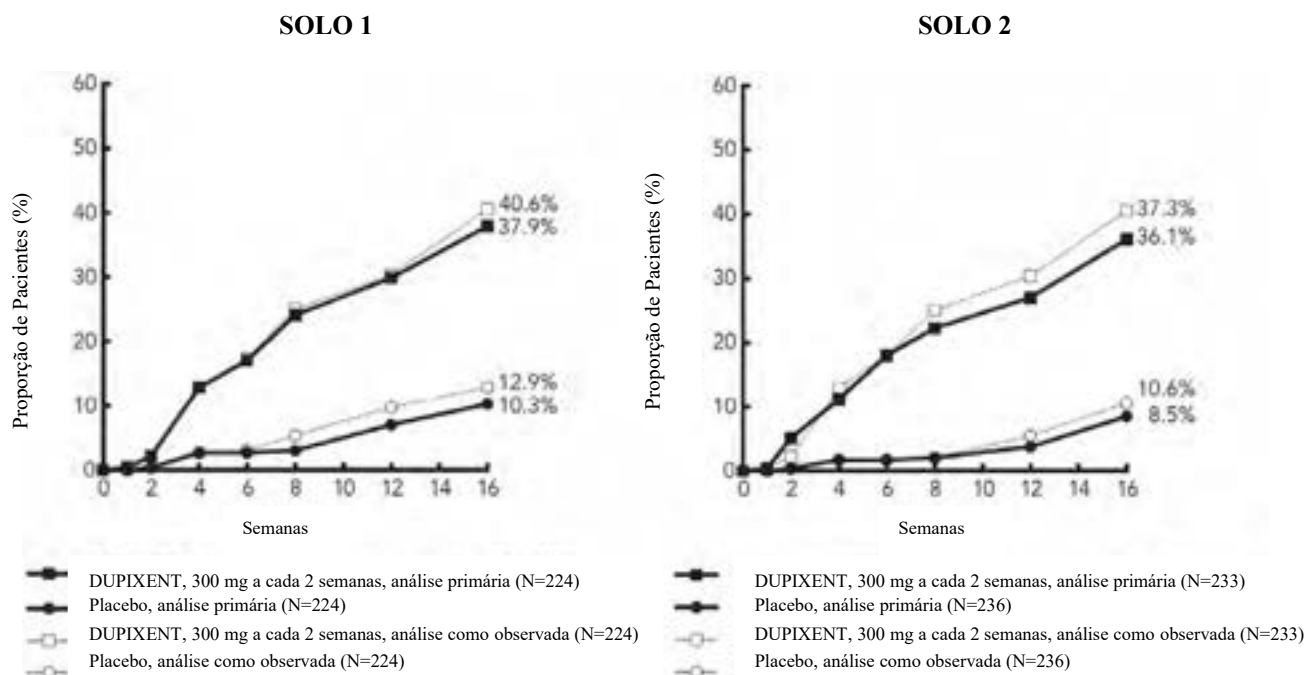 SOLO 1
Proporção de Pacientes (%)
60
50
40
30
20
10
0
40.6%
37.9%
12.9%
10.3%
0 2 4 6 8 10 12 14 16
Semanas
DUPIXENT, 300 mg a cada 2 semanas, análise primária (N=224)
Placebo, análise primária (N=224)
DUPIXENT, 300 mg a cada 2 semanas, análise como observada (N=224)
Placebo, análise como observada (N=224)
SOLO 2
Proporção de Pacientes (%)
60
50
40
30
20
10
0
37.3%
36.1%
10.6%
8.5%
0 2 4 6 8 10 12 14 16
Semanas
DUPIXENT, 300 mg a cada 2 semanas, análise primária (N=233)
Placebo, análise primária (N=236)
DUPIXENT, 300 mg a cada 2 semanas, análise como observada (N=233)
Placebo, análise como observada (N=236)